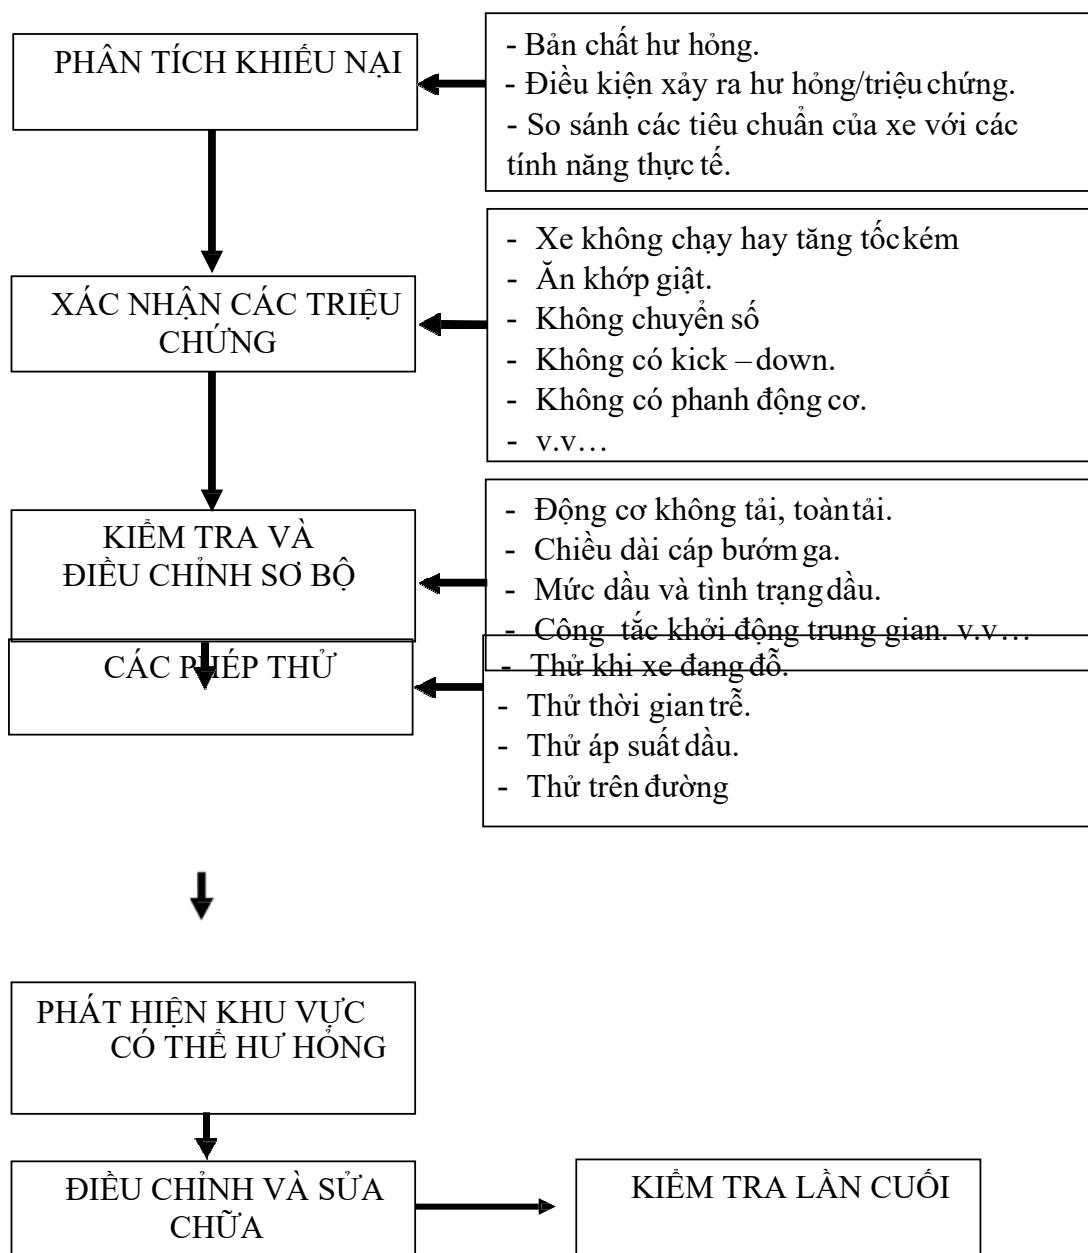 PHÂN TÍCH KHIẾU NẠI
- Bản chất hư hỏng.
- Điều kiện xảy ra hư hỏng/triệu chứng.
- So sánh các tiêu chuẩn của xe với các
tính năng thực tế.
XÁC NHẬN CÁC TRIỆU
CHỨNG
- Xe không chạy hay tăng tốc kém
- Ăn khớp giật.
- Không chuyển số
- Không có kick – down.
- Không có phanh động cơ.
- v.v…
KIỂM TRA VÀ
ĐIỀU CHỈNH SƠ BỘ
- Động cơ không tải, toàn tải.
- Chiều dài cáp bướm ga.
- Mức dầu và tình trạng dầu.
- Công tắc khởi động trung gian. v.v…
CÁC PHÉP THỬ
- Thử khi xe đang đỗ.
- Thử thời gian trễ.
- Thử áp suất dầu.
- Thử trên đường
PHÁT HIỆN KHU VỰC
CÓ THỂ HƯ HỎNG
ĐIỀU CHỈNH VÀ SỬA
CHỮA
KIỂM TRA LẦN CUỐI